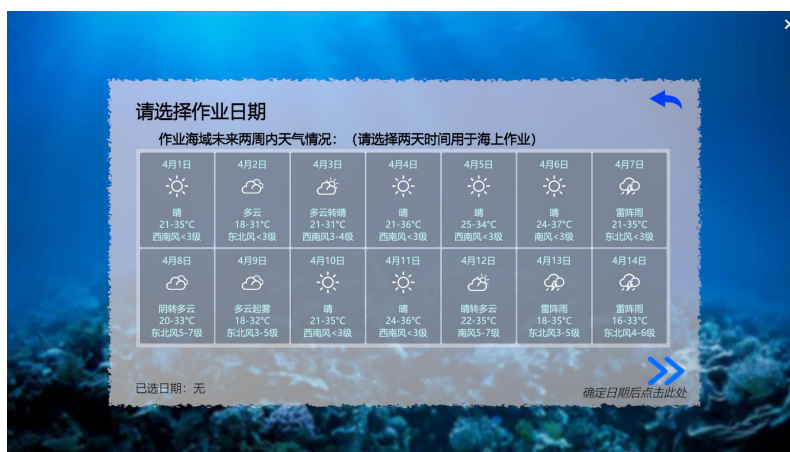 请选择作业日期
作业海域未来两周内天气情况：（请选择两天时间用于海上作业）
4月1日 4月2日 4月3日 4月4日 4月5日 4月6日 4月7日
晴 多云 多云转晴 晴 晴 晴 雷阵雨
21-35°C 18-31°C 21-31°C 21-36°C 25-34°C 24-37°C 21-35°C
西南风<3级 东北风<3级 西南风3-4级 西南风<3级 西南风<3级 南风<3级 东北风<3级
4月8日 4月9日 4月10日 4月11日 4月12日 4月13日 4月14日
阴转多云 多云起雾 晴 晴 晴转多云 雷阵雨 雷阵雨
20-33°C 18-32°C 21-35°C 24-36°C 22-35°C 18-35°C 16-33°C
东北风5-7级 东北风3-5级 西南风<3级 西南风<3级 南风5-7级 东北风3-5级 东北风4-6级
已选日期：无
确定日期后点击此处